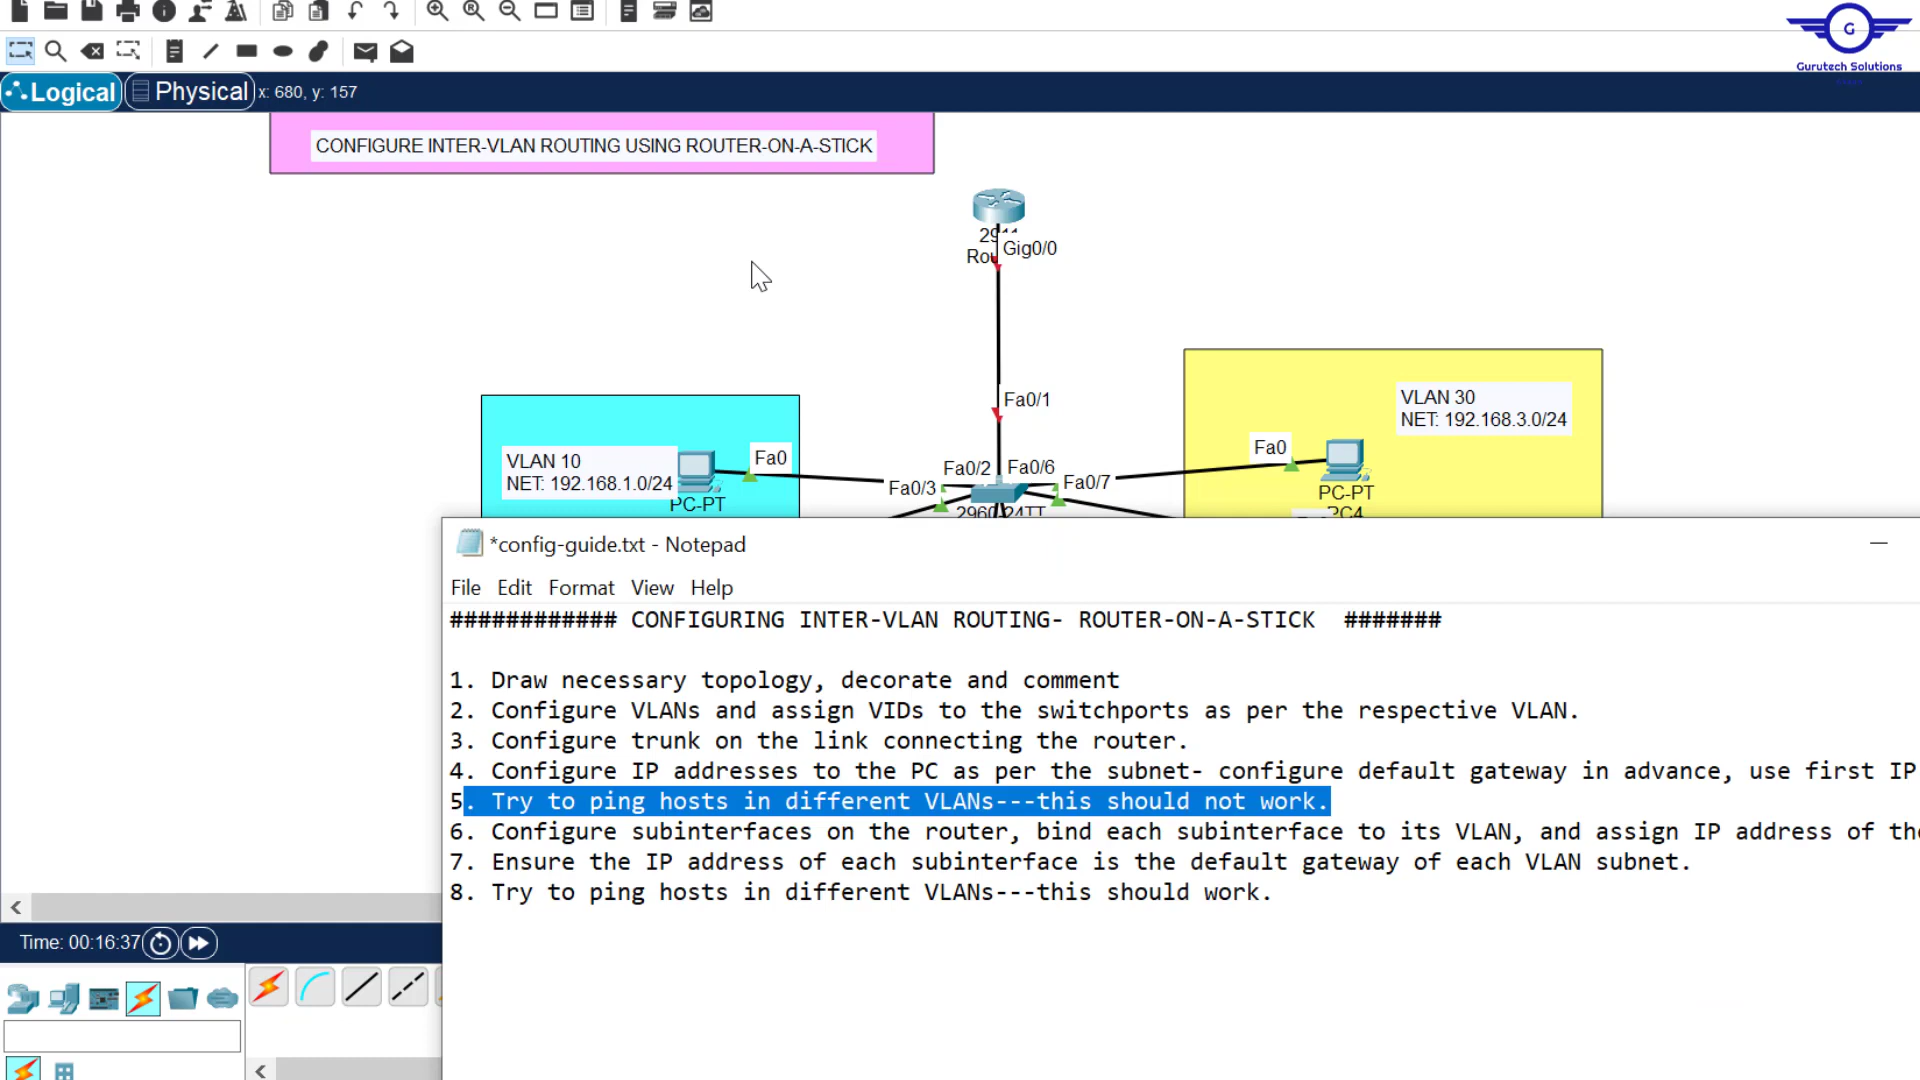 G
Gurutech Solutions
Logical
Physical
x: 680, y: 157
CONFIGURE INTER-VLAN ROUTING USING ROUTER-ON-A-STICK
Gig0/0
Fa0/1
VLAN 30
NET: 192.168.3.0/24
VLAN 10
NET: 192.168.1.0/24
Fa0
PC-PT
Fa0/2
Fa0/6
Fa0/3
Fa0/7
2960-24TT
Fa0
PC-PT
PC4
*config-guide.txt - Notepad
File Edit Format View Help
############ CONFIGURING INTER-VLAN ROUTING- ROUTER-ON-A-STICK #######
1. Draw necessary topology, decorate and comment
2. Configure VLANs and assign VIDs to the switchports as per the respective VLAN.
3. Configure trunk on the link connecting the router.
4. Configure IP addresses to the PC as per the subnet- configure default gateway in advance, use first IP
5. Try to ping hosts in different VLANs---this should not work.
6. Configure subinterfaces on the router, bind each subinterface to its VLAN, and assign IP address of
7. Ensure the IP address of each subinterface is the default gateway of each VLAN subnet.
8. Try to ping hosts in different VLANs---this should work.
Time: 00:16:37